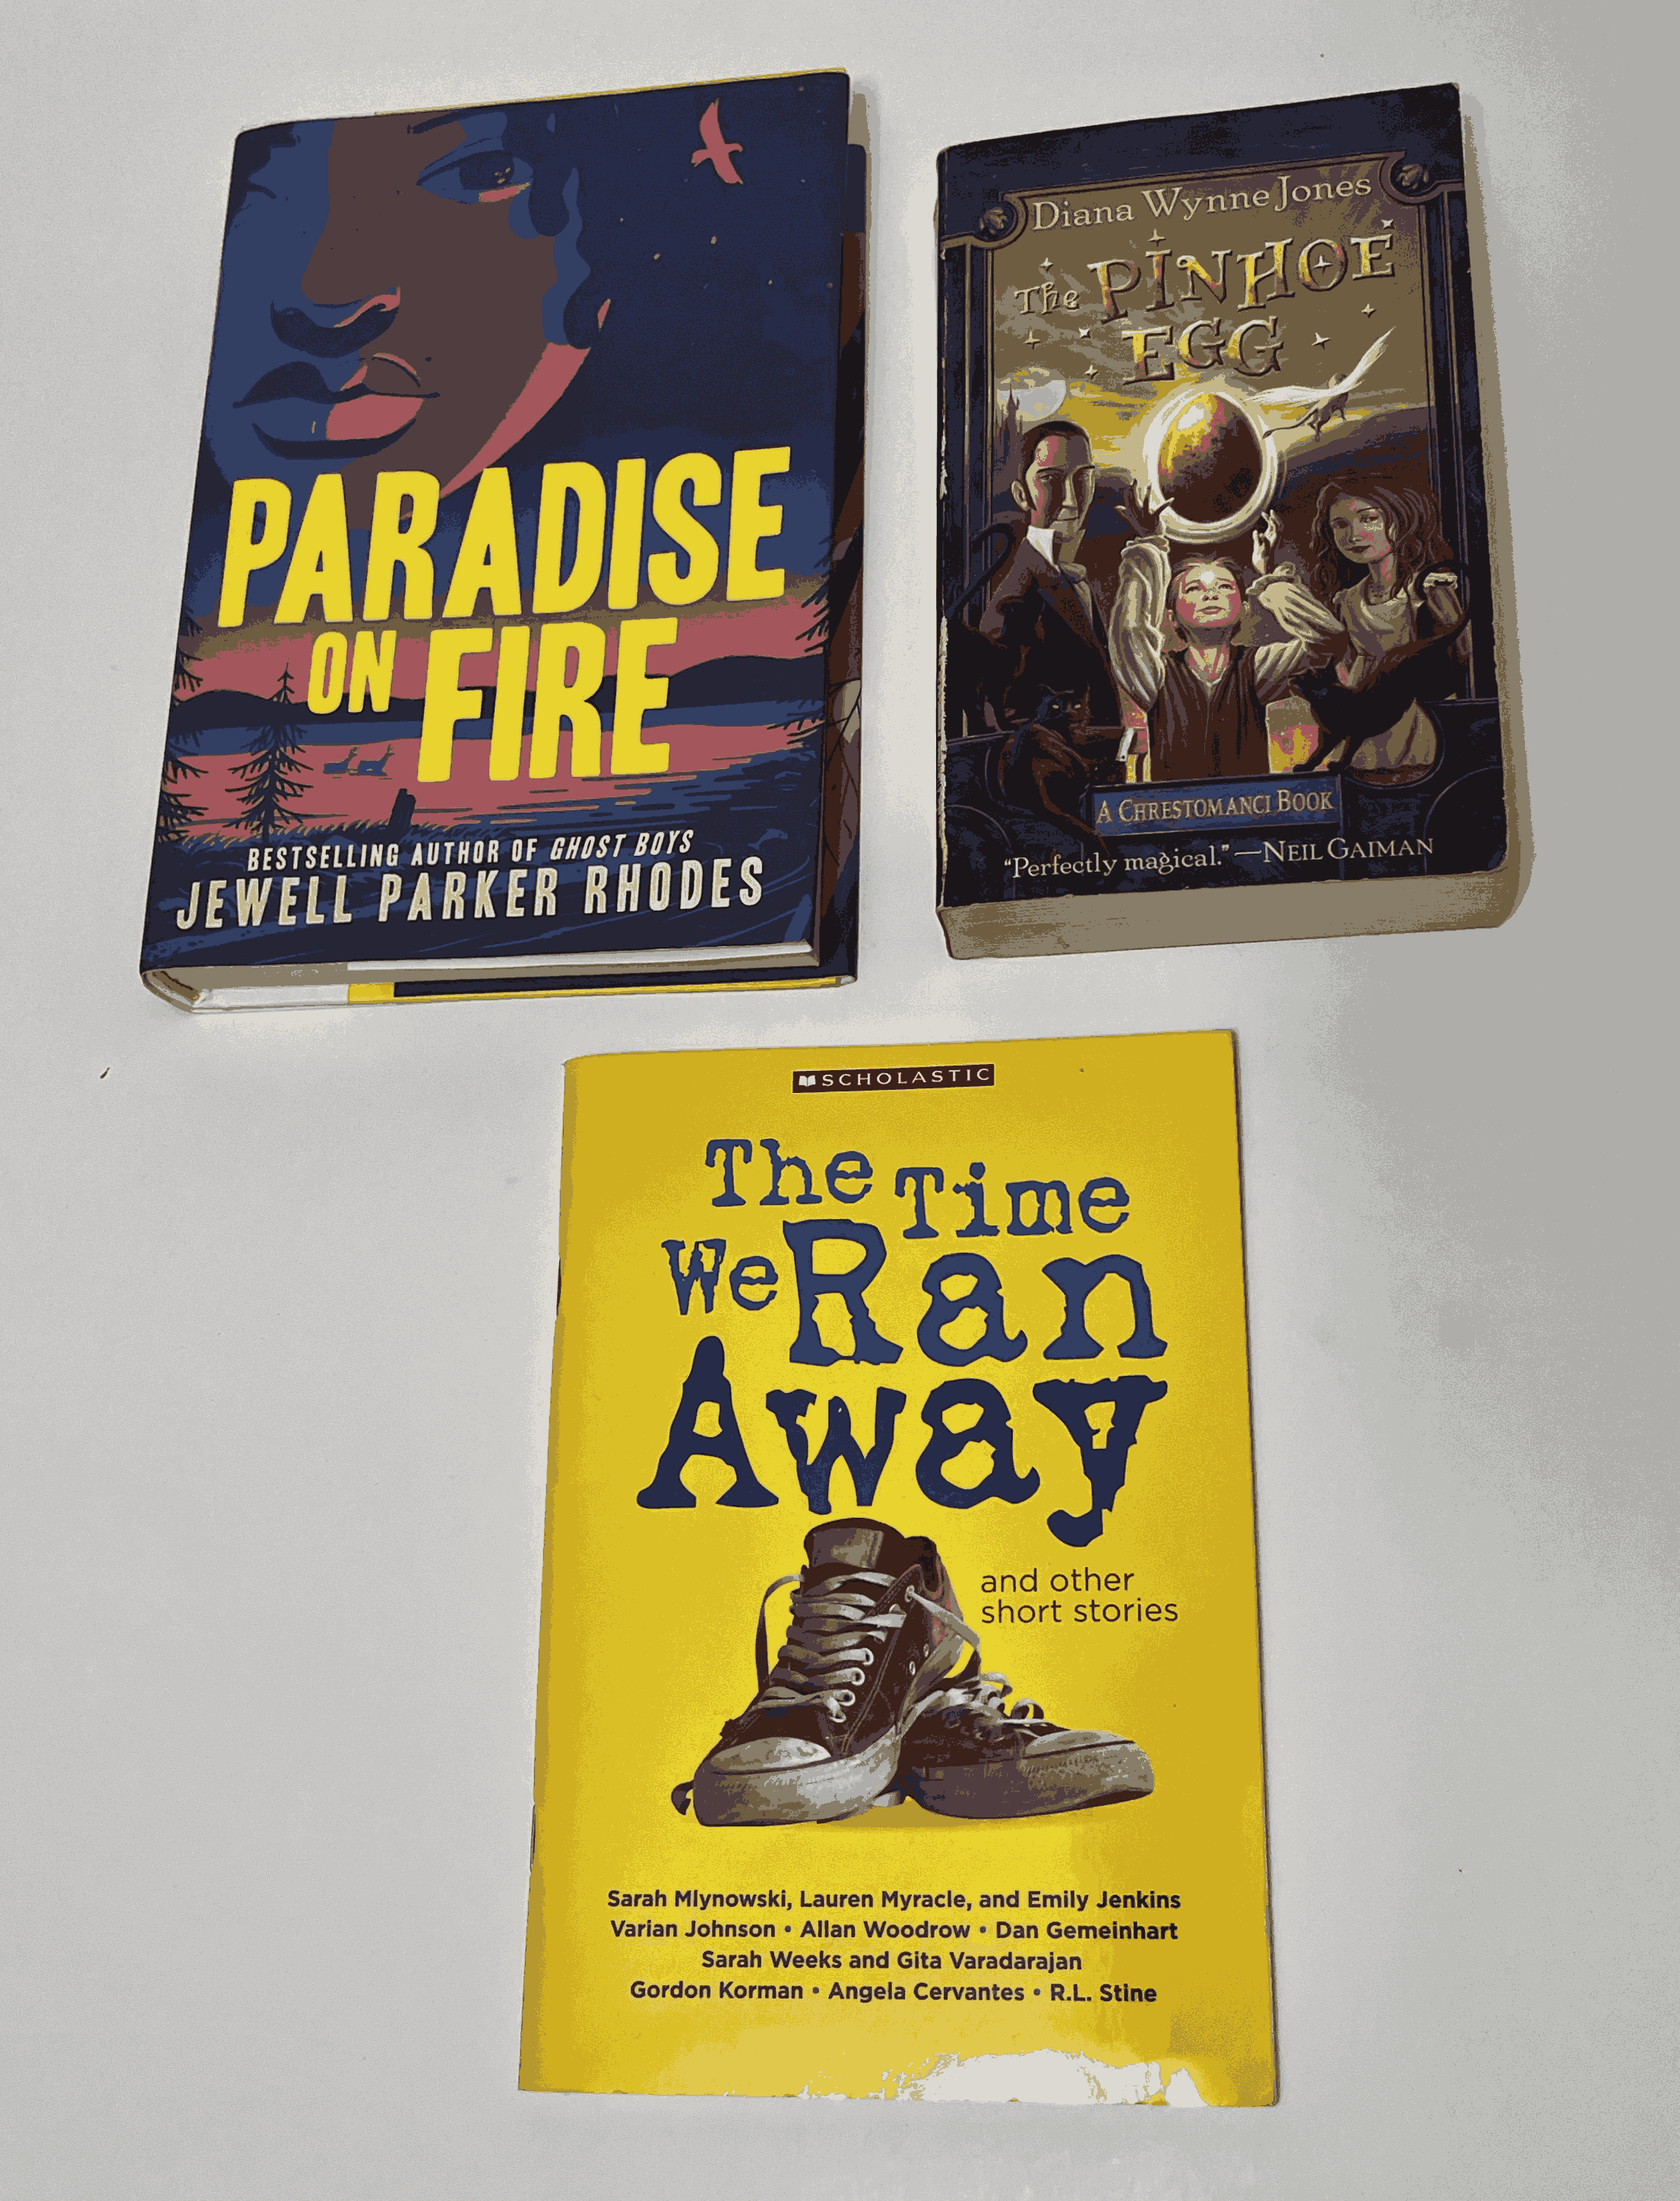 PARADISE
ON FIRE
BESTSELLING AUTHOR OF GHOST BOYS
JEWELL PARKER RHODES
Diana Wynne Jones
The PINHOE
EGG
A CHRESTOMANCI BOOK
"Perfectly magical."—NEIL GAIMAN
SCHOLASTIC
The Time
We Ran
Away
and other
short stories
Sarah Mlynowski, Lauren Myracle, and Emily Jenkins
Varian Johnson • Allan Woodrow • Dan Gemeinhart
Sarah Weeks and Gita Varadarajan
Gordon Korman • Angela Cervantes • R.L. Stine